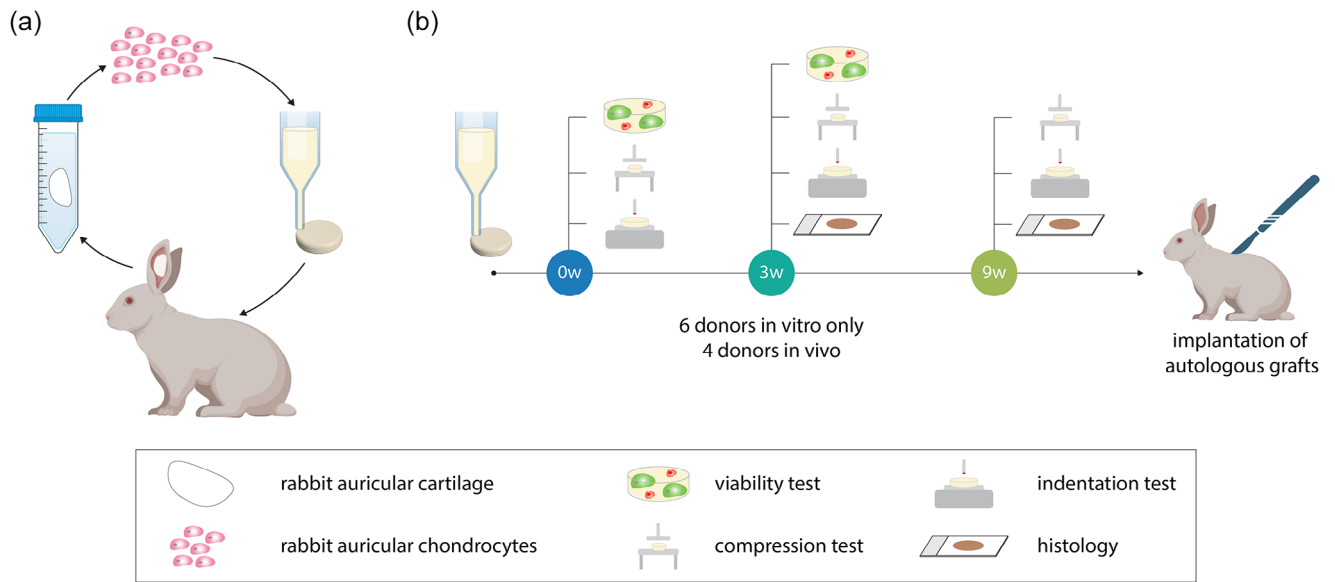 (a)
(b)
0w
3w
9w
6 donors in vitro only
4 donors in vivo
implantation of
autologous grafts
rabbit auricular cartilage
viability test
indentation test
rabbit auricular chondrocytes
compression test
histology